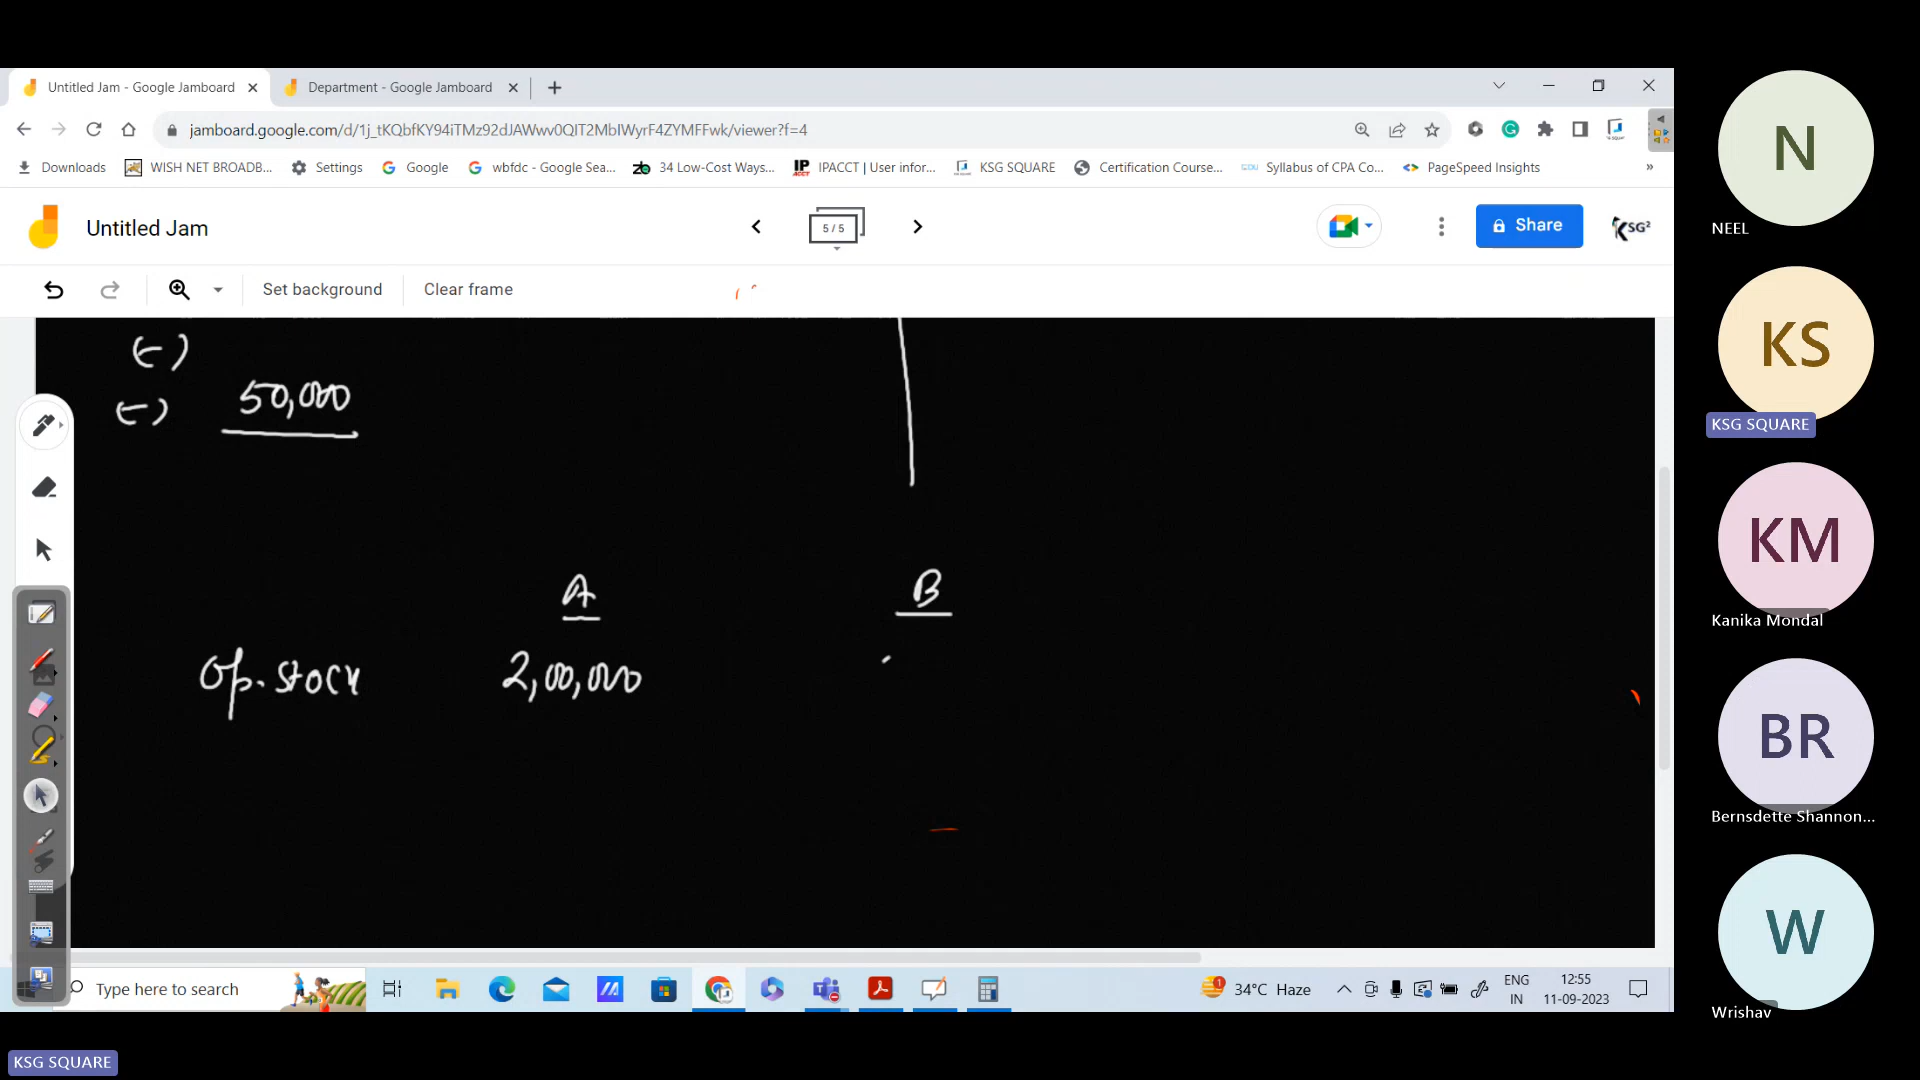 Untitled Jam - Google Jamboard
Department - Google Jamboard
jamboard.google.com/d/1j_tKQbfKY94iTMz92dJAWwv0QIT2MbIWyrF4ZYMFFwk/viewer?f=4
Downloads WISH NET BROADB... Settings Google wbfdc - Google Sea... 34 Low-Cost Ways... IPACCT | User infor... KSG SQUARE Certification Course... Syllabus of CPA Co... PageSpeed Insights »
Untitled Jam
5 / 5
Share
KSG²
Set background Clear frame
(-)
(-) 50,000
A B
Op. Stock 2,00,000
Type here to search
34°C Haze
ENG
IN
12:55
11-09-2023
N
NEEL
KS
KSG SQUARE
KM
Kanika Mondal
BR
Bernsdette Shannon...
W
Wrishav
KSG SQUARE